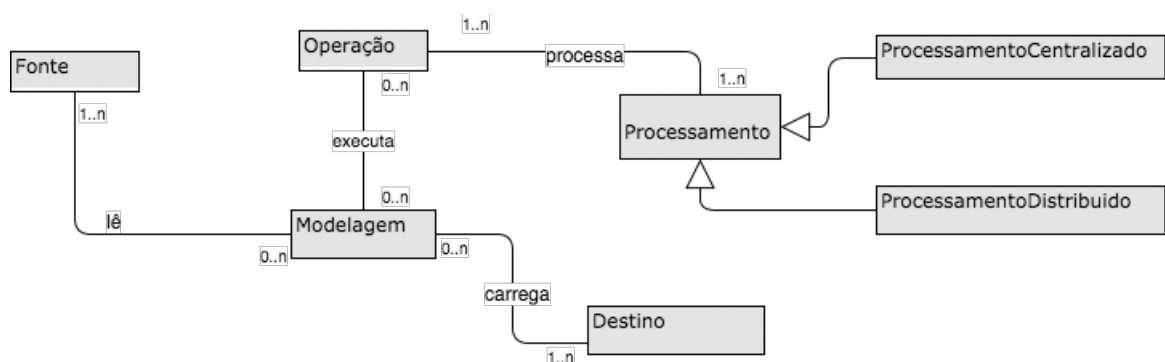 Fonte
1..n
lê
0..n
Operação
0..n
executa
0..n
Modelagem
1..n
processa
1..n
Processamento
ProcessamentoCentralizado
ProcessamentoDistribuido
0..n
carrega
1..n
Destino